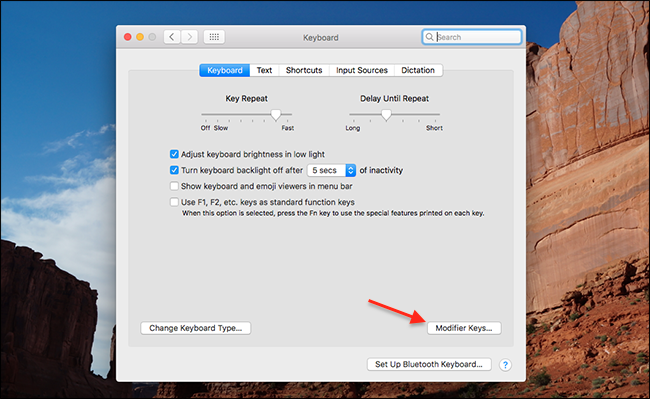 Keyboard
Search
Keyboard Text Shortcuts Input Sources Dictation
Key Repeat Delay Until Repeat
Off Slow Fast Long Short
Adjust keyboard brightness in low light
Turn keyboard backlight off after 5 secs of inactivity
Show keyboard and emoji viewers in menu bar
Use F1, F2, etc. keys as standard function keys
When this option is selected, press the Fn key to use the special features printed on each key.
Change Keyboard Type... Modifier Keys...
Set Up Bluetooth Keyboard... ?